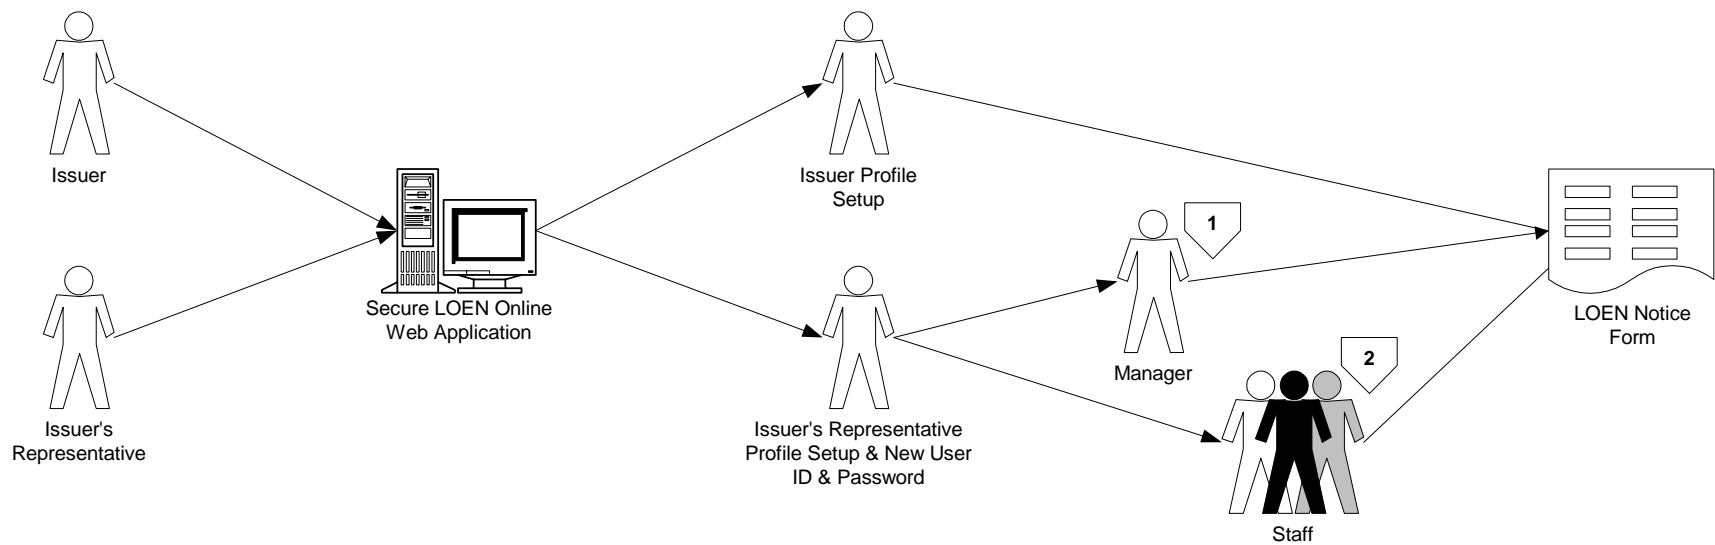 Issuer
Issuer's
Representative
Secure LOEN Online
Web Application
Issuer Profile
Setup
Issuer's Representative
Profile Setup & New User
ID & Password
1
Manager
2
Staff
LOEN Notice
Form